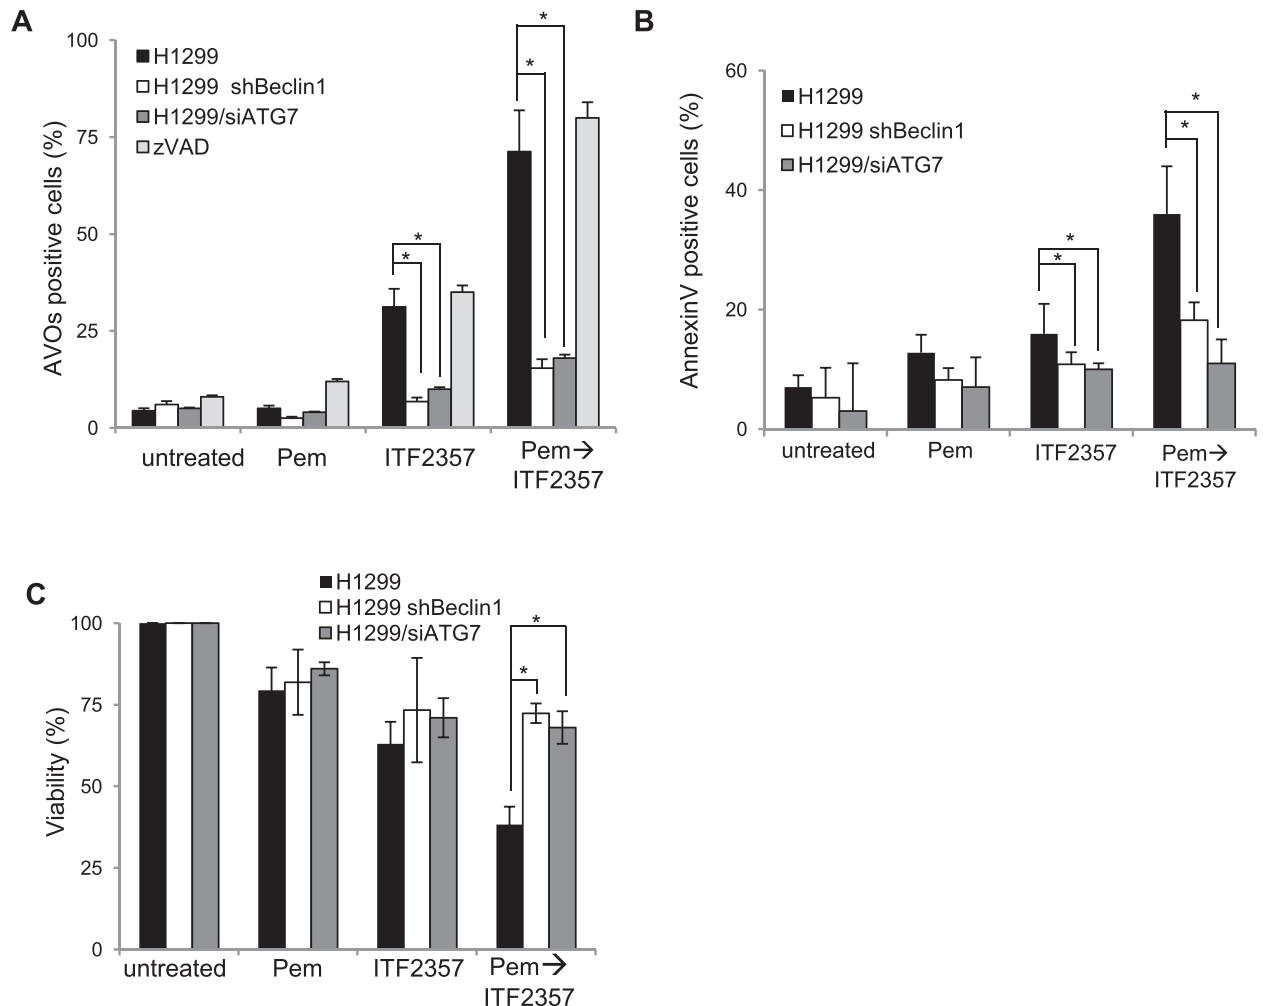 A
AVOs positive cells (%)
100
75
50
25
0
H1299
H1299 shBeclin1
H1299/siATG7
zVAD
*
*
*
*
untreated
Pem
ITF2357
Pem→
ITF2357
B
AnnexinV positive cells (%)
60
40
20
0
H1299
H1299 shBeclin1
H1299/siATG7
*
*
*
*
untreated
Pem
ITF2357
Pem→
ITF2357
C
Viability (%)
100
75
50
25
0
H1299
H1299 shBeclin1
H1299/siATG7
*
*
untreated
Pem
ITF2357
Pem→
ITF2357